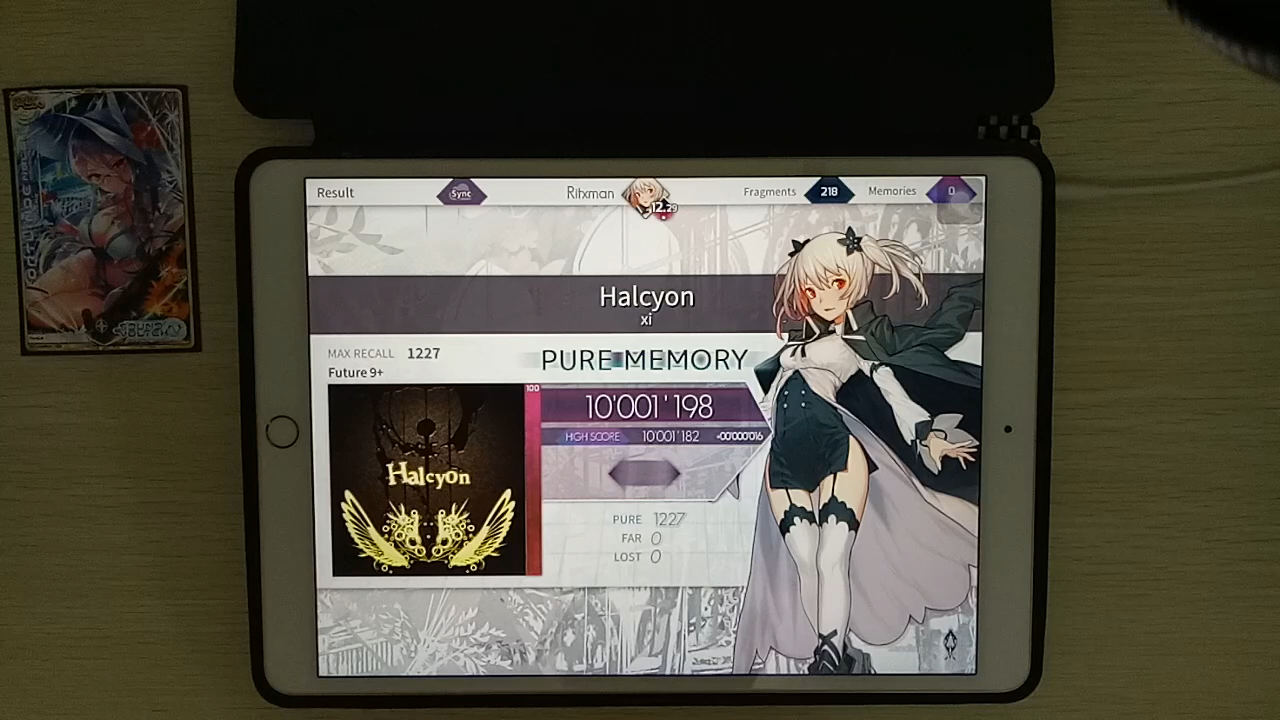 Result
Sync
Ritxman
12.29
Fragments
218
Memories
0
Halcyon
xi
MAX RECALL 1227
Future 9+
PURE MEMORY
100
10'001'198
HIGH SCORE 10'001'182 +00'000'016
Halcyon
PURE 1227
FAR 0
LOST 0